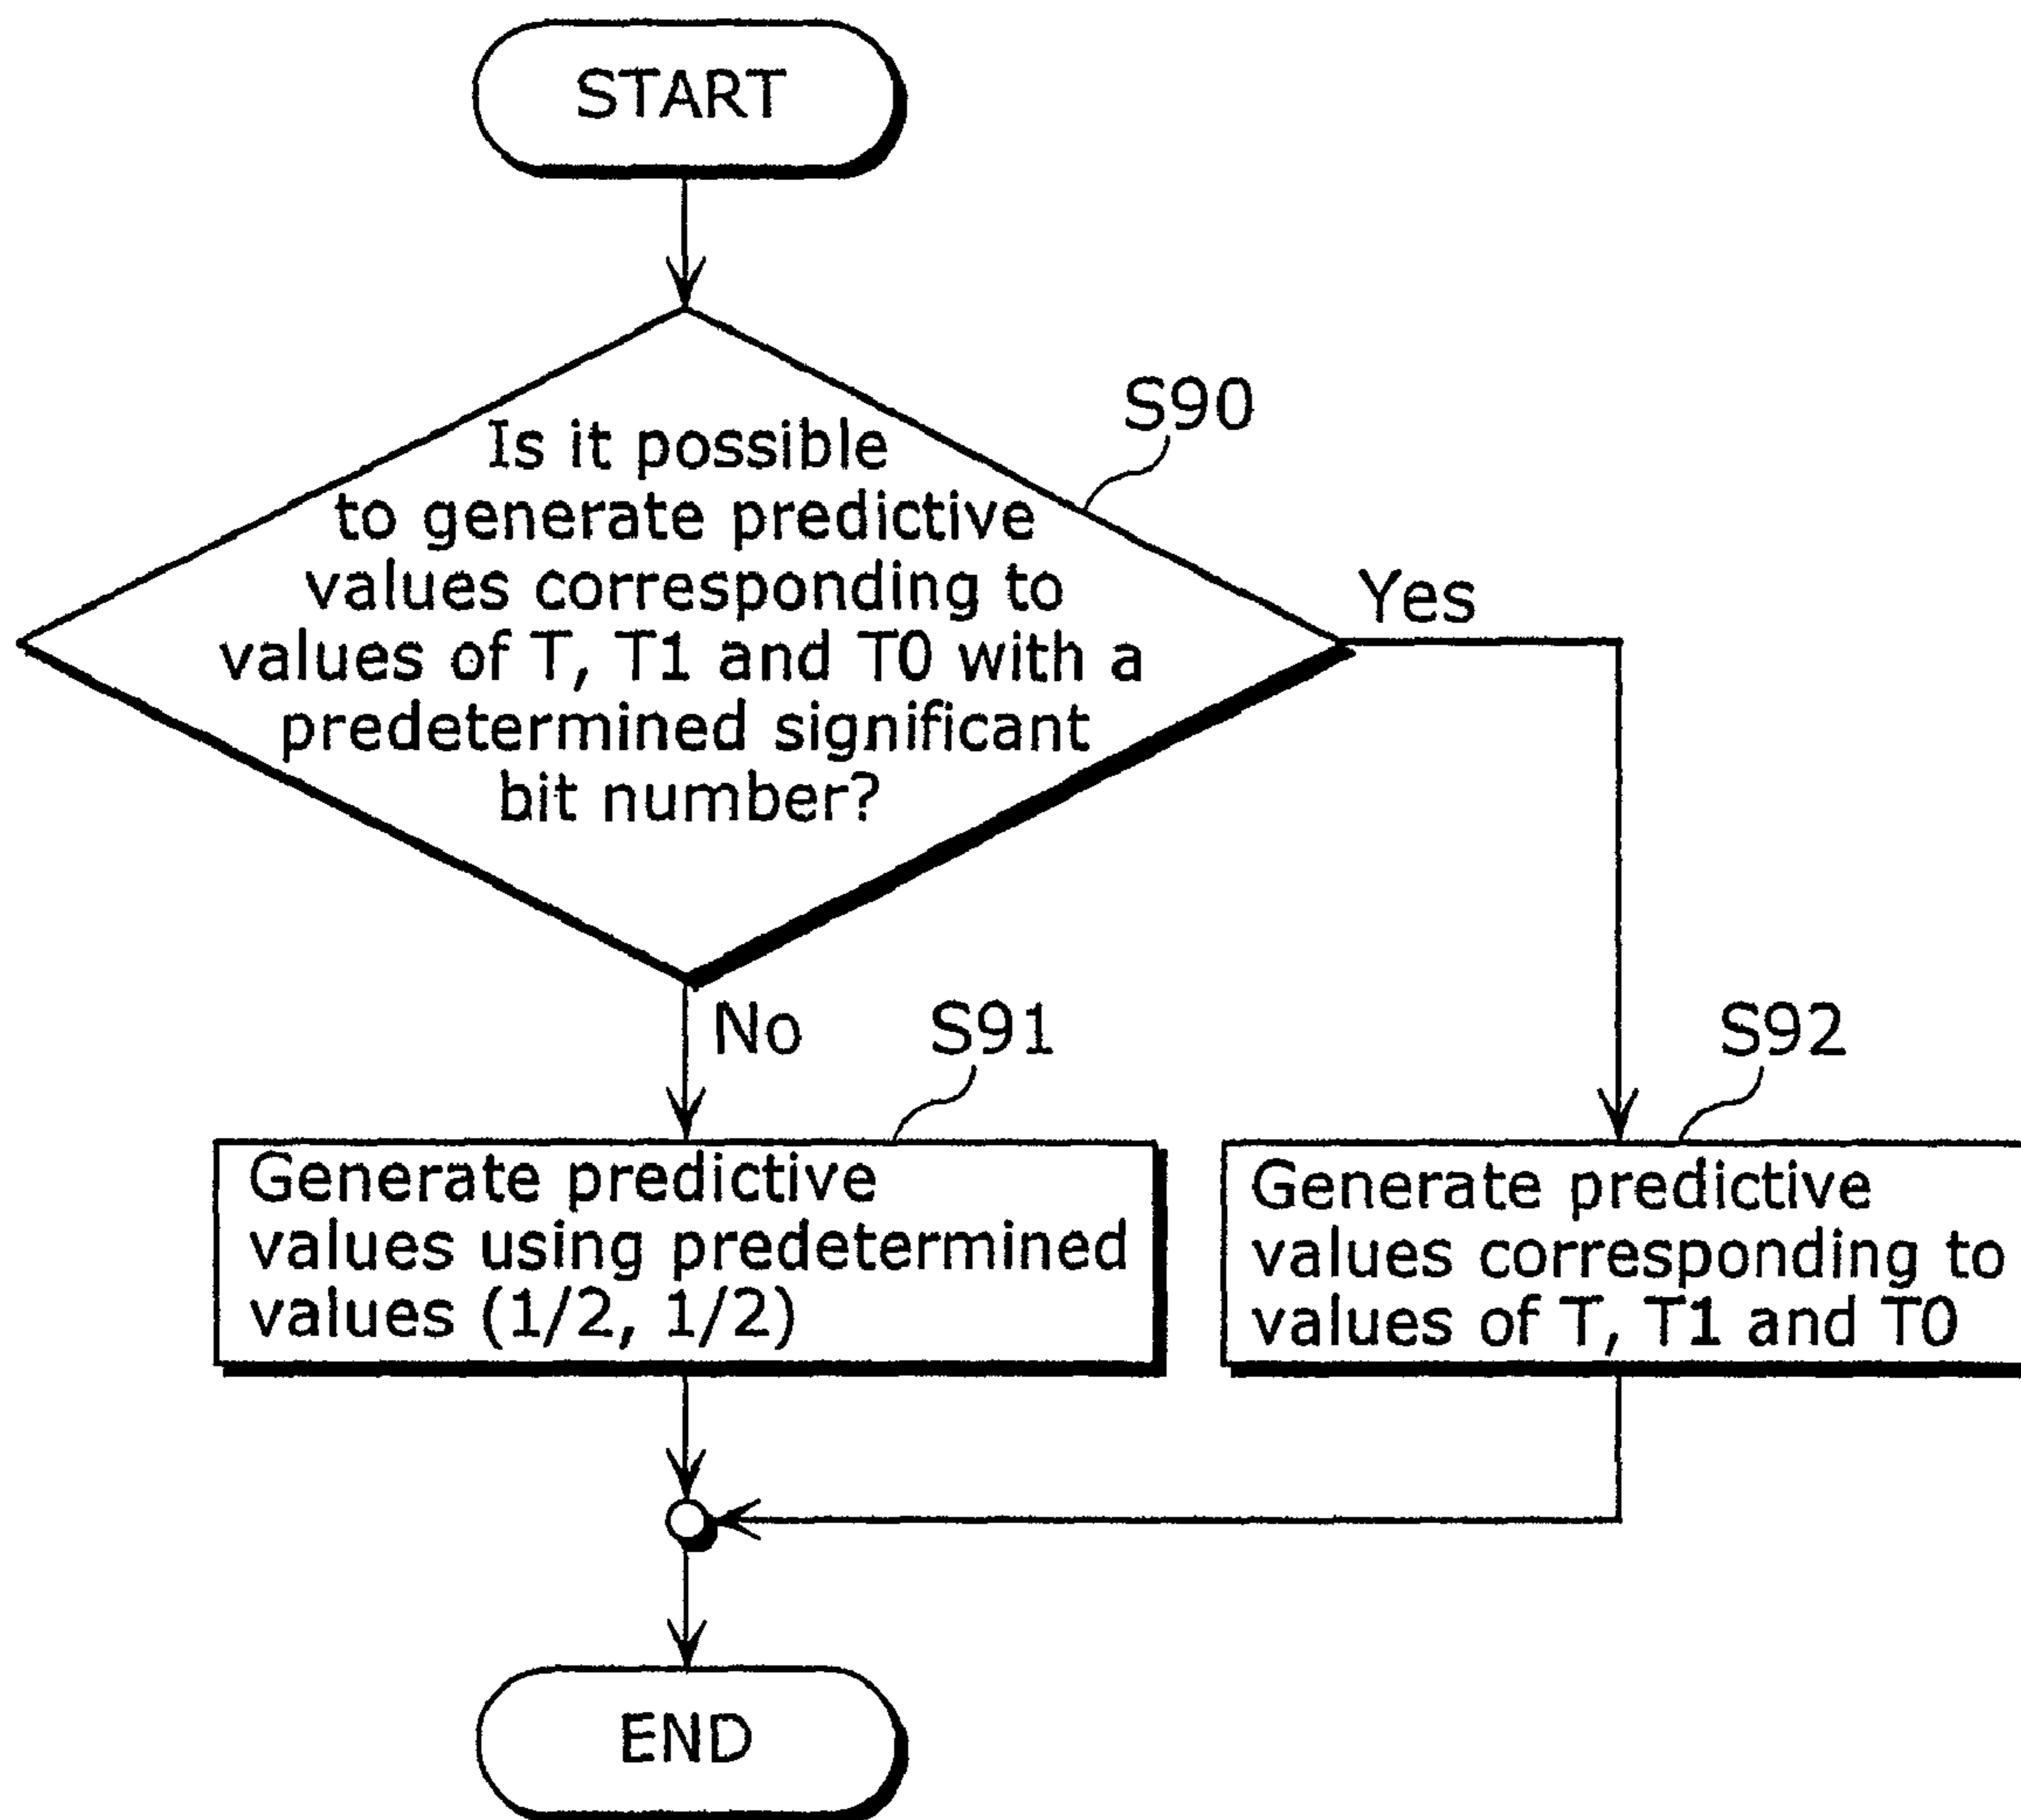 START
S90
Is it possible
to generate predictive
values corresponding to
values of T, T1 and T0 with a
predetermined significant
bit number?
Yes
No
S91
S92
Generate predictive
values using predetermined
values (1/2, 1/2)
Generate predictive
values corresponding to
values of T, T1 and T0
END